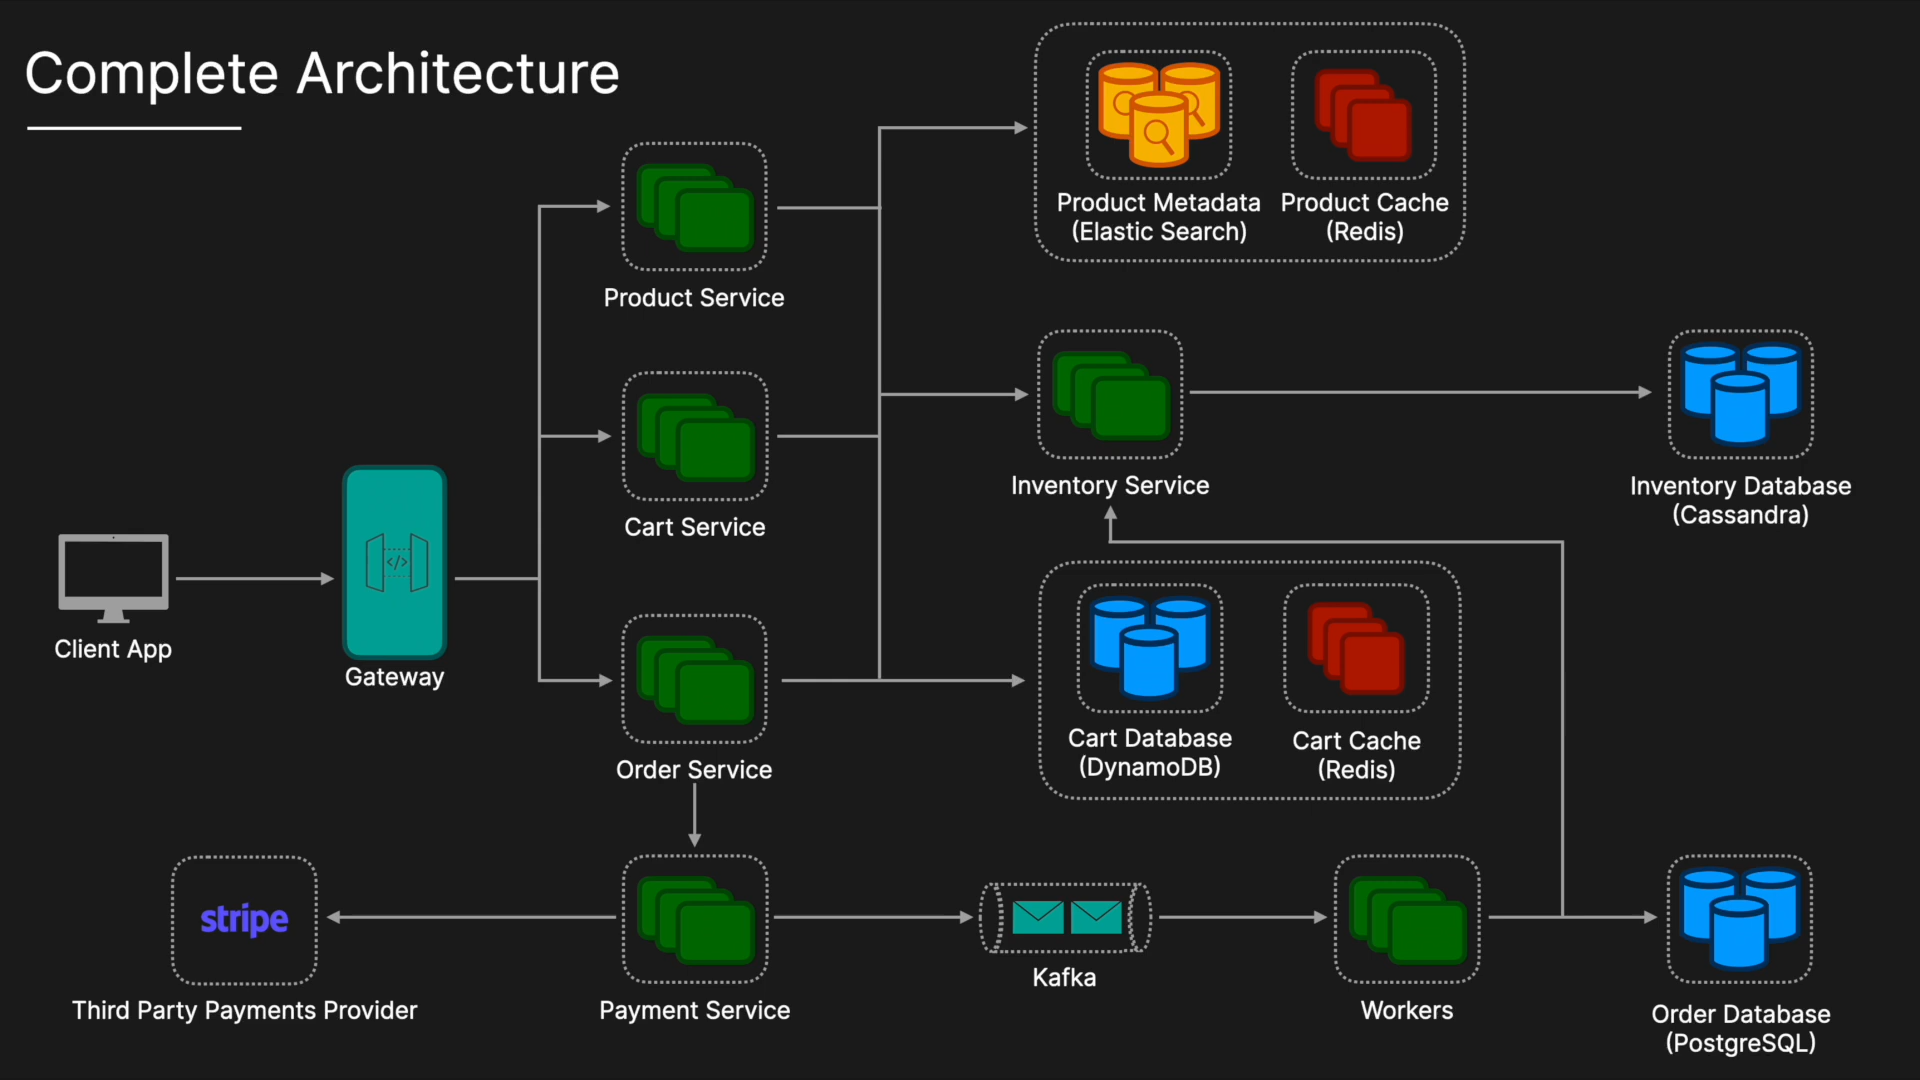 Complete Architecture
Product Metadata
(Elastic Search)
Product Cache
(Redis)
Product Service
Inventory Service
Inventory Database
(Cassandra)
Cart Service
</>
Client App
Gateway
Order Service
Cart Database
(DynamoDB)
Cart Cache
(Redis)
stripe
Third Party Payments Provider
Payment Service
Kafka
Workers
Order Database
(PostgreSQL)